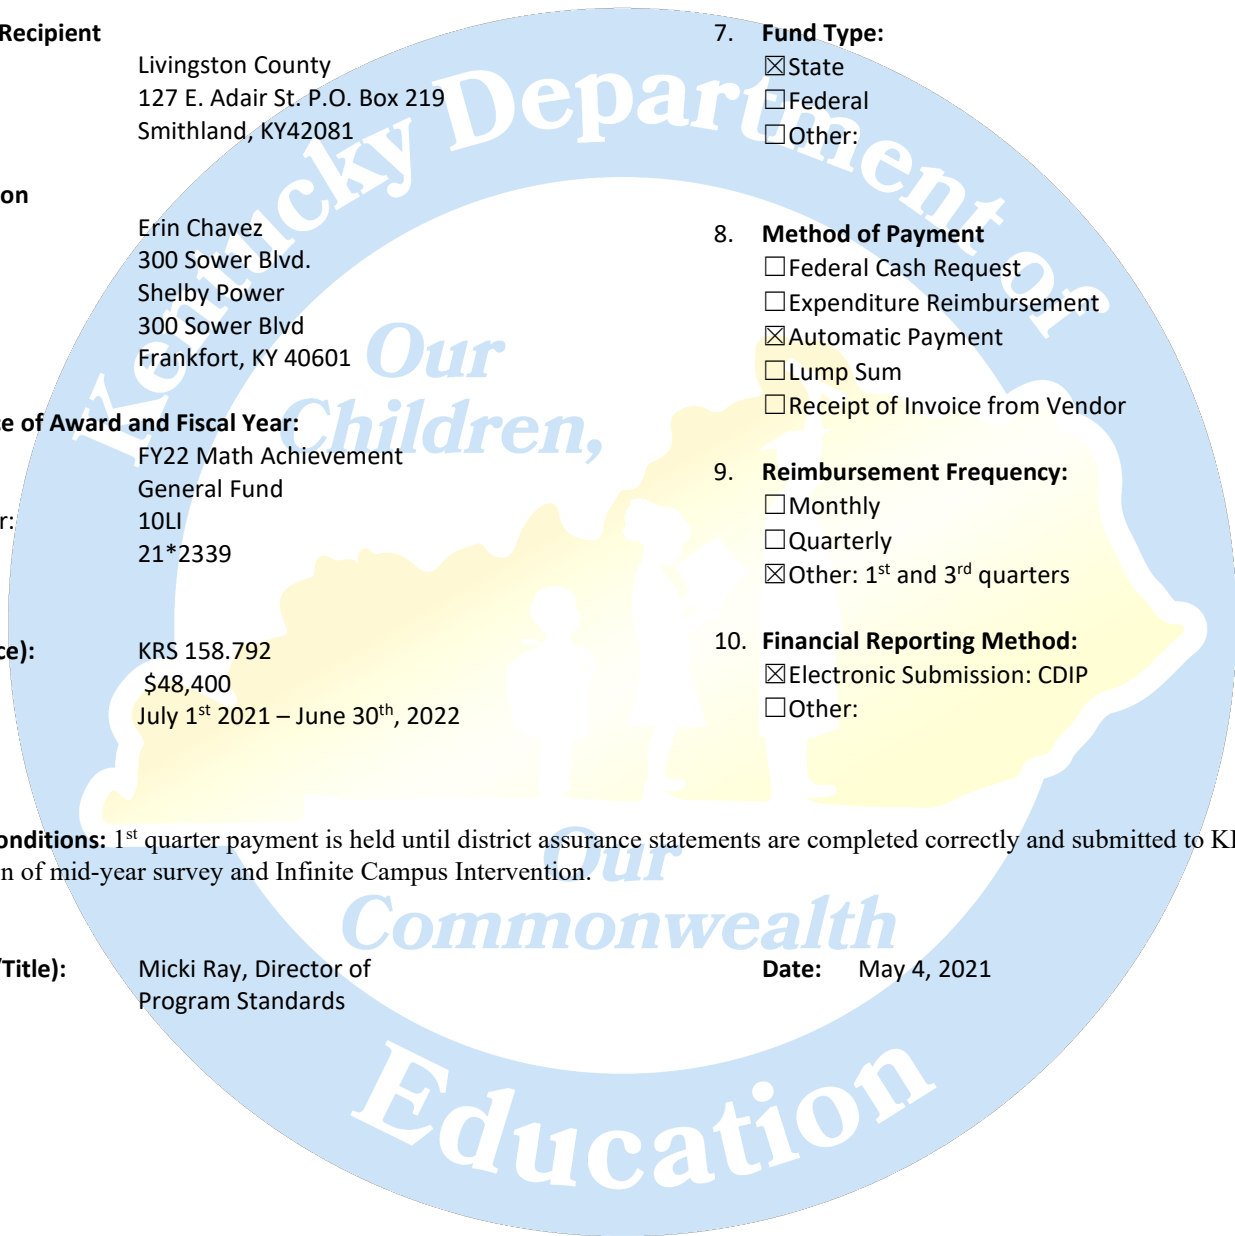 Recipient
Livingston County
127 E. Adair St. P.O. Box 219
Smithland, KY42081
on
Erin Chavez
300 Sower Blvd.
Shelby Power
300 Sower Blvd
Frankfort, KY 40601
ce of Award and Fiscal Year:
FY22 Math Achievement
General Fund
r: 10LI
21*2339
ce): KRS 158.792
$48,400
July 1st 2021 – June 30th, 2022
7. Fund Type:
☒State
☐Federal
☐Other:
8. Method of Payment
☐Federal Cash Request
☐Expenditure Reimbursement
☒Automatic Payment
☐Lump Sum
☐Receipt of Invoice from Vendor
9. Reimbursement Frequency:
☐Monthly
☐Quarterly
☒Other: 1st and 3rd quarters
10. Financial Reporting Method:
☒Electronic Submission: CDIP
☐Other:
onditions: 1st quarter payment is held until district assurance statements are completed correctly and submitted to
n of mid-year survey and Infinite Campus Intervention.
/Title): Micki Ray, Director of
Program Standards
Date: May 4, 2021
Kentucky Department of
Education
Our
Children,
Our
Commonwealth